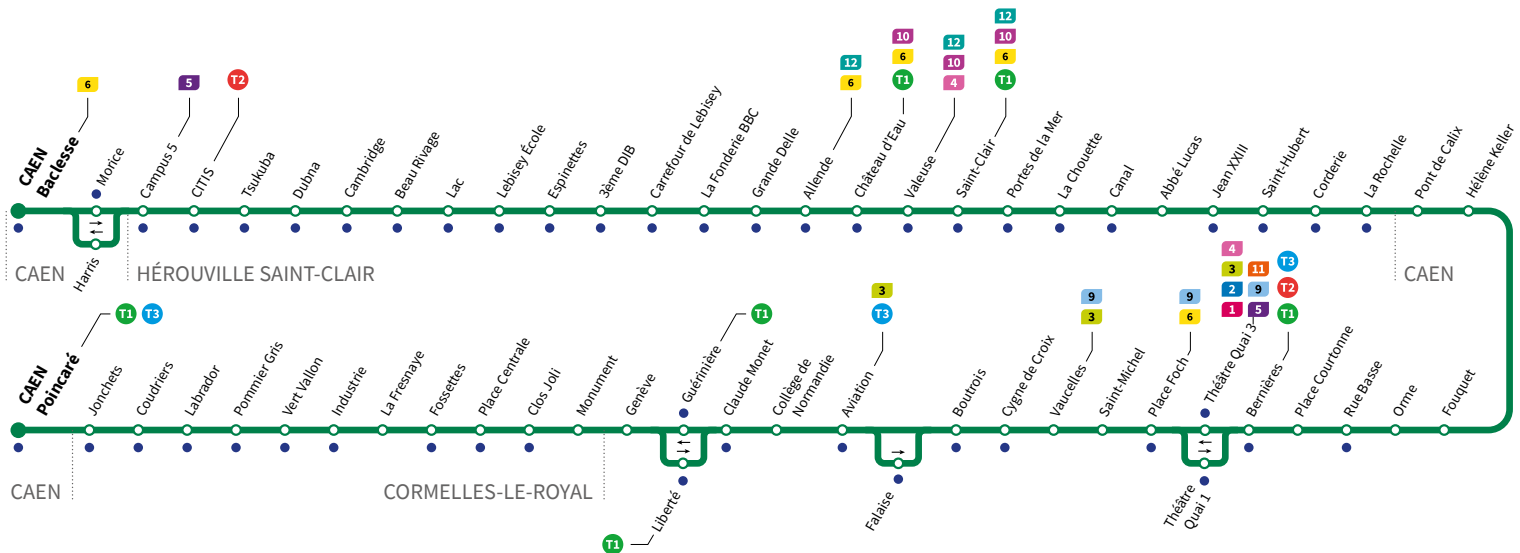 12
10
12
12
10
6
10
6
5
T2
12
6
T1
4
T1
6
CAEN
Baclesse
Morice
Campus 5
CITIS
Tsukuba
Dubna
Cambridge
Beau Rivage
Lac
Lebisey École
Espinettes
3ème DIB
Carrefour de Lebisey
La Fonderie BBC
Grande Delle
Allende
Château d'Eau
Valeuse
Saint-Clair
Portes de la Mer
La Chouette
Canal
Abbé Lucas
Jean XXIII
Saint-Hubert
Corderie
La Rochelle
Pont de Calix
Hélène Keller
CAEN
Harris
HÉROUVILLE SAINT-CLAIR
CAEN
T1
T3
T1
3
T3
9
3
9
6
4
3
11
T3
2
9
T2
1
5
T1
CAEN
Poincaré
Jonchets
Coudriers
Labrador
Pommier Gris
Vert Vallon
Industrie
La Fresnaye
Fossettes
Place Centrale
Clos Joli
Monument
Genève
Guérinière
Claude Monet
Collège de
Normandie
Aviation
Boutrois
Cygne de Croix
Vaucelles
Saint-Michel
Place Foch
Théâtre Quai 3
Bernières
Place Courtonne
Rue Basse
Orme
Fouquet
CAEN
CORMELLES-LE-ROYAL
Liberté
T1
Falaise
Théâtre
Quai 1